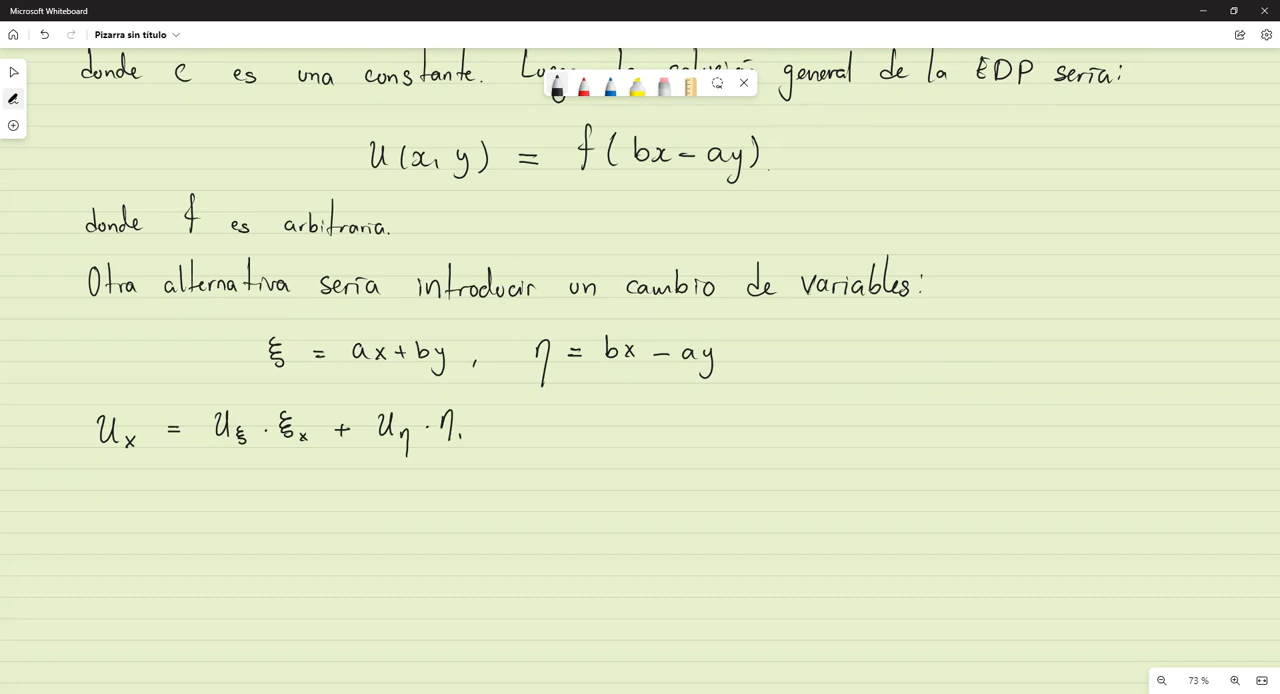 Microsoft Whiteboard
Pizarra sin título
donde C es una constante. general de la EDP sería:
u(x, y) = f(bx - ay).
donde f es arbitraria.
Otra alternativa sería introducir un cambio de variables:
ξ = ax + by, η = bx - ay
u_x = u_ξ · ξ_x + u_η · η
73 %